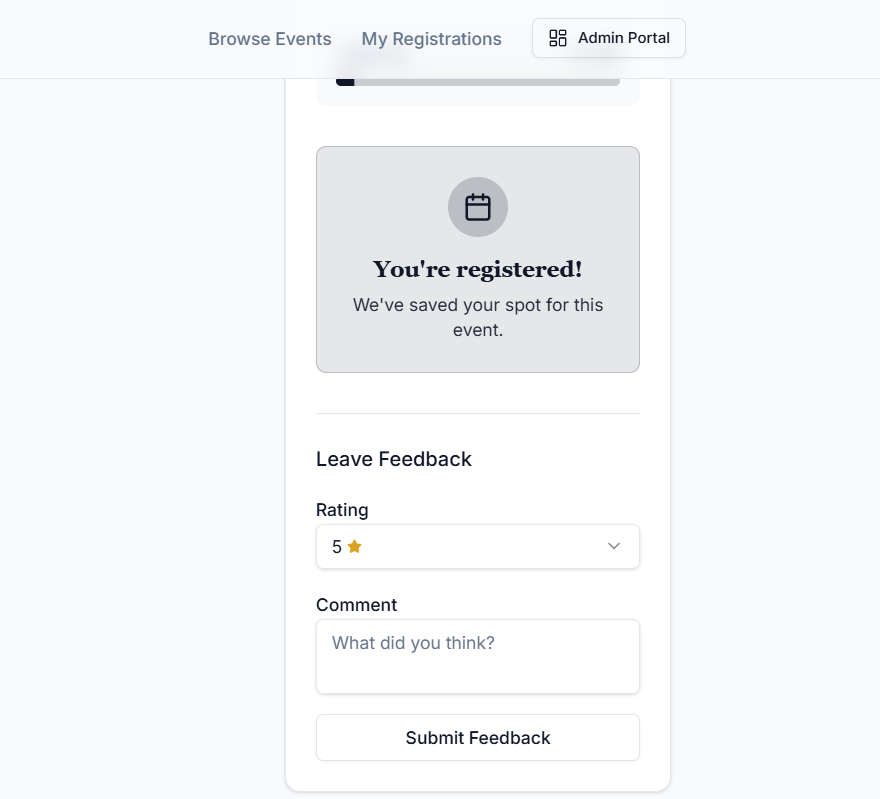 Browse Events
My Registrations
Admin Portal
You're registered!
We've saved your spot for this
event.
Leave Feedback
Rating
5
Comment
What did you think?
Submit Feedback